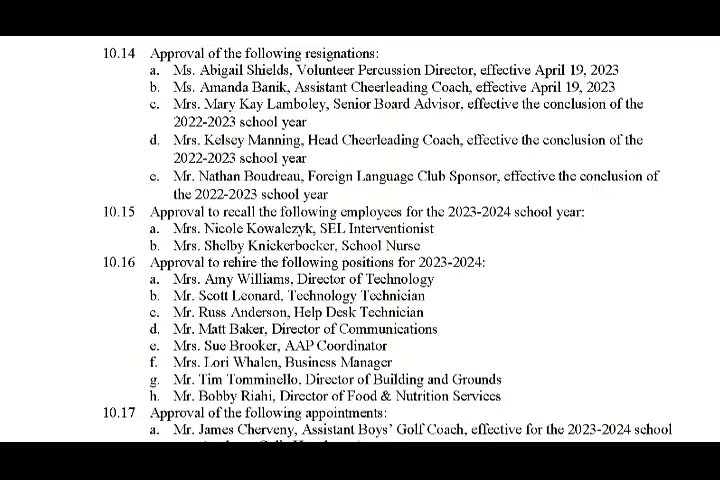 10.14 Approval of the following resignations:
a. Ms. Abigail Shields, Volunteer Percussion Director, effective April 19, 2023
b. Ms. Amanda Banik, Assistant Cheerleading Coach, effective April 19, 2023
c. Mrs. Mary Kay Lamboley, Senior Board Advisor, effective the conclusion of the
2022-2023 school year
d. Mrs. Kelsey Manning, Head Cheerleading Coach, effective the conclusion of the
2022-2023 school year
e. Mr. Nathan Boudreau, Foreign Language Club Sponsor, effective the conclusion of
the 2022-2023 school year
10.15 Approval to recall the following employees for the 2023-2024 school year:
a. Mrs. Nicole Kowalczyk, SEL Interventionist
b. Mrs. Shelby Knickerbocker, School Nurse
10.16 Approval to rehire the following positions for 2023-2024:
a. Mrs. Amy Williams, Director of Technology
b. Mr. Scott Leonard, Technology Technician
c. Mr. Russ Anderson, Help Desk Technician
d. Mr. Matt Baker, Director of Communications
e. Mrs. Sue Brooker, AAP Coordinator
f. Mrs. Lori Whalen, Business Manager
g. Mr. Tim Tomminello, Director of Building and Grounds
h. Mr. Bobby Riahi, Director of Food & Nutrition Services
10.17 Approval of the following appointments:
a. Mr. James Cherveny, Assistant Boys' Golf Coach, effective for the 2023-2024 school